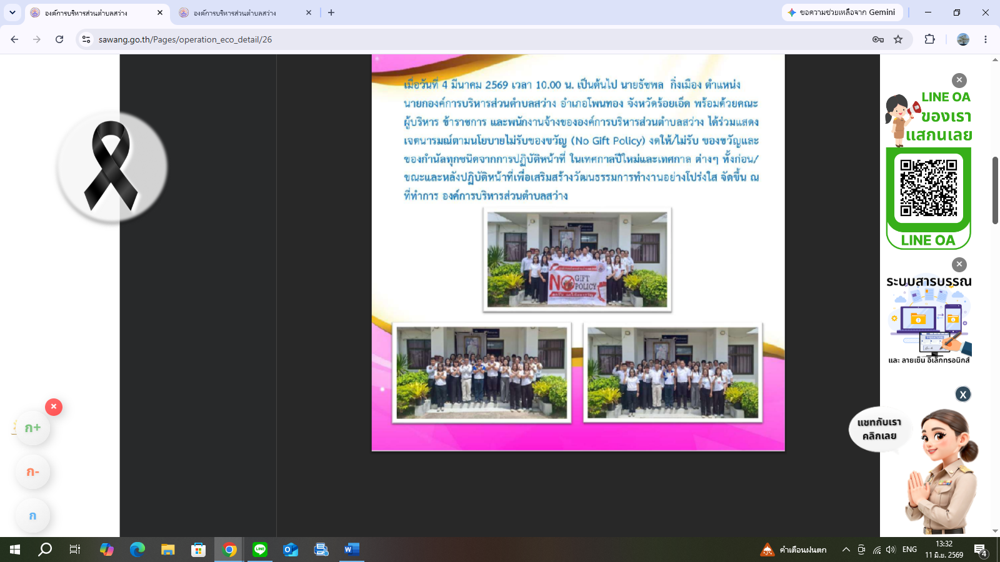 องค์การบริหารส่วนตำบลสว่าง
องค์การบริหารส่วนตำบลสว่าง
ขอความช่วยเหลือจาก Gemini
sawang.go.th/Pages/operation_eco_detail/26
เมื่อวันที่ 4 มีนาคม 2569 เวลา 10.00 น. เป็นต้นไป นายธัชพล กิ่งเมือง ตำแหน่ง
นายกองค์การบริหารส่วนตำบลสว่าง อำเภอโพนทอง จังหวัดร้อยเอ็ด พร้อมด้วยคณะ
ผู้บริหาร ข้าราชการ และพนักงานจ้างขององค์การบริหารส่วนตำบลสว่าง ได้ร่วมแสดง
เจตนารมณ์ตามนโยบายไม่รับของขวัญ (No Gift Policy) งดให้/ไม่รับ ของขวัญและ
ของกำนัลทุกชนิดจากการปฏิบัติหน้าที่ ในเทศกาลปีใหม่และเทศกาล ต่างๆ ทั้งก่อน/
ขณะและหลังปฏิบัติหน้าที่เพื่อเสริมสร้างวัฒนธรรมการทำงานอย่างโปร่งใส จัดขึ้น ณ
ที่ทำการ องค์การบริหารส่วนตำบลสว่าง
NO GIFT
POLICY
LINE OA
ของเรา
แสกนเลย
LINE OA
ระบบสารบรรณ
และ ลายเซ็น อิเล็กทรอนิกส์
X
แชทกับเรา
คลิกเลย
ก+
ก-
ก
คำเตือนฝนตก
ENG
13:32
11 มิ.ย. 2569
4